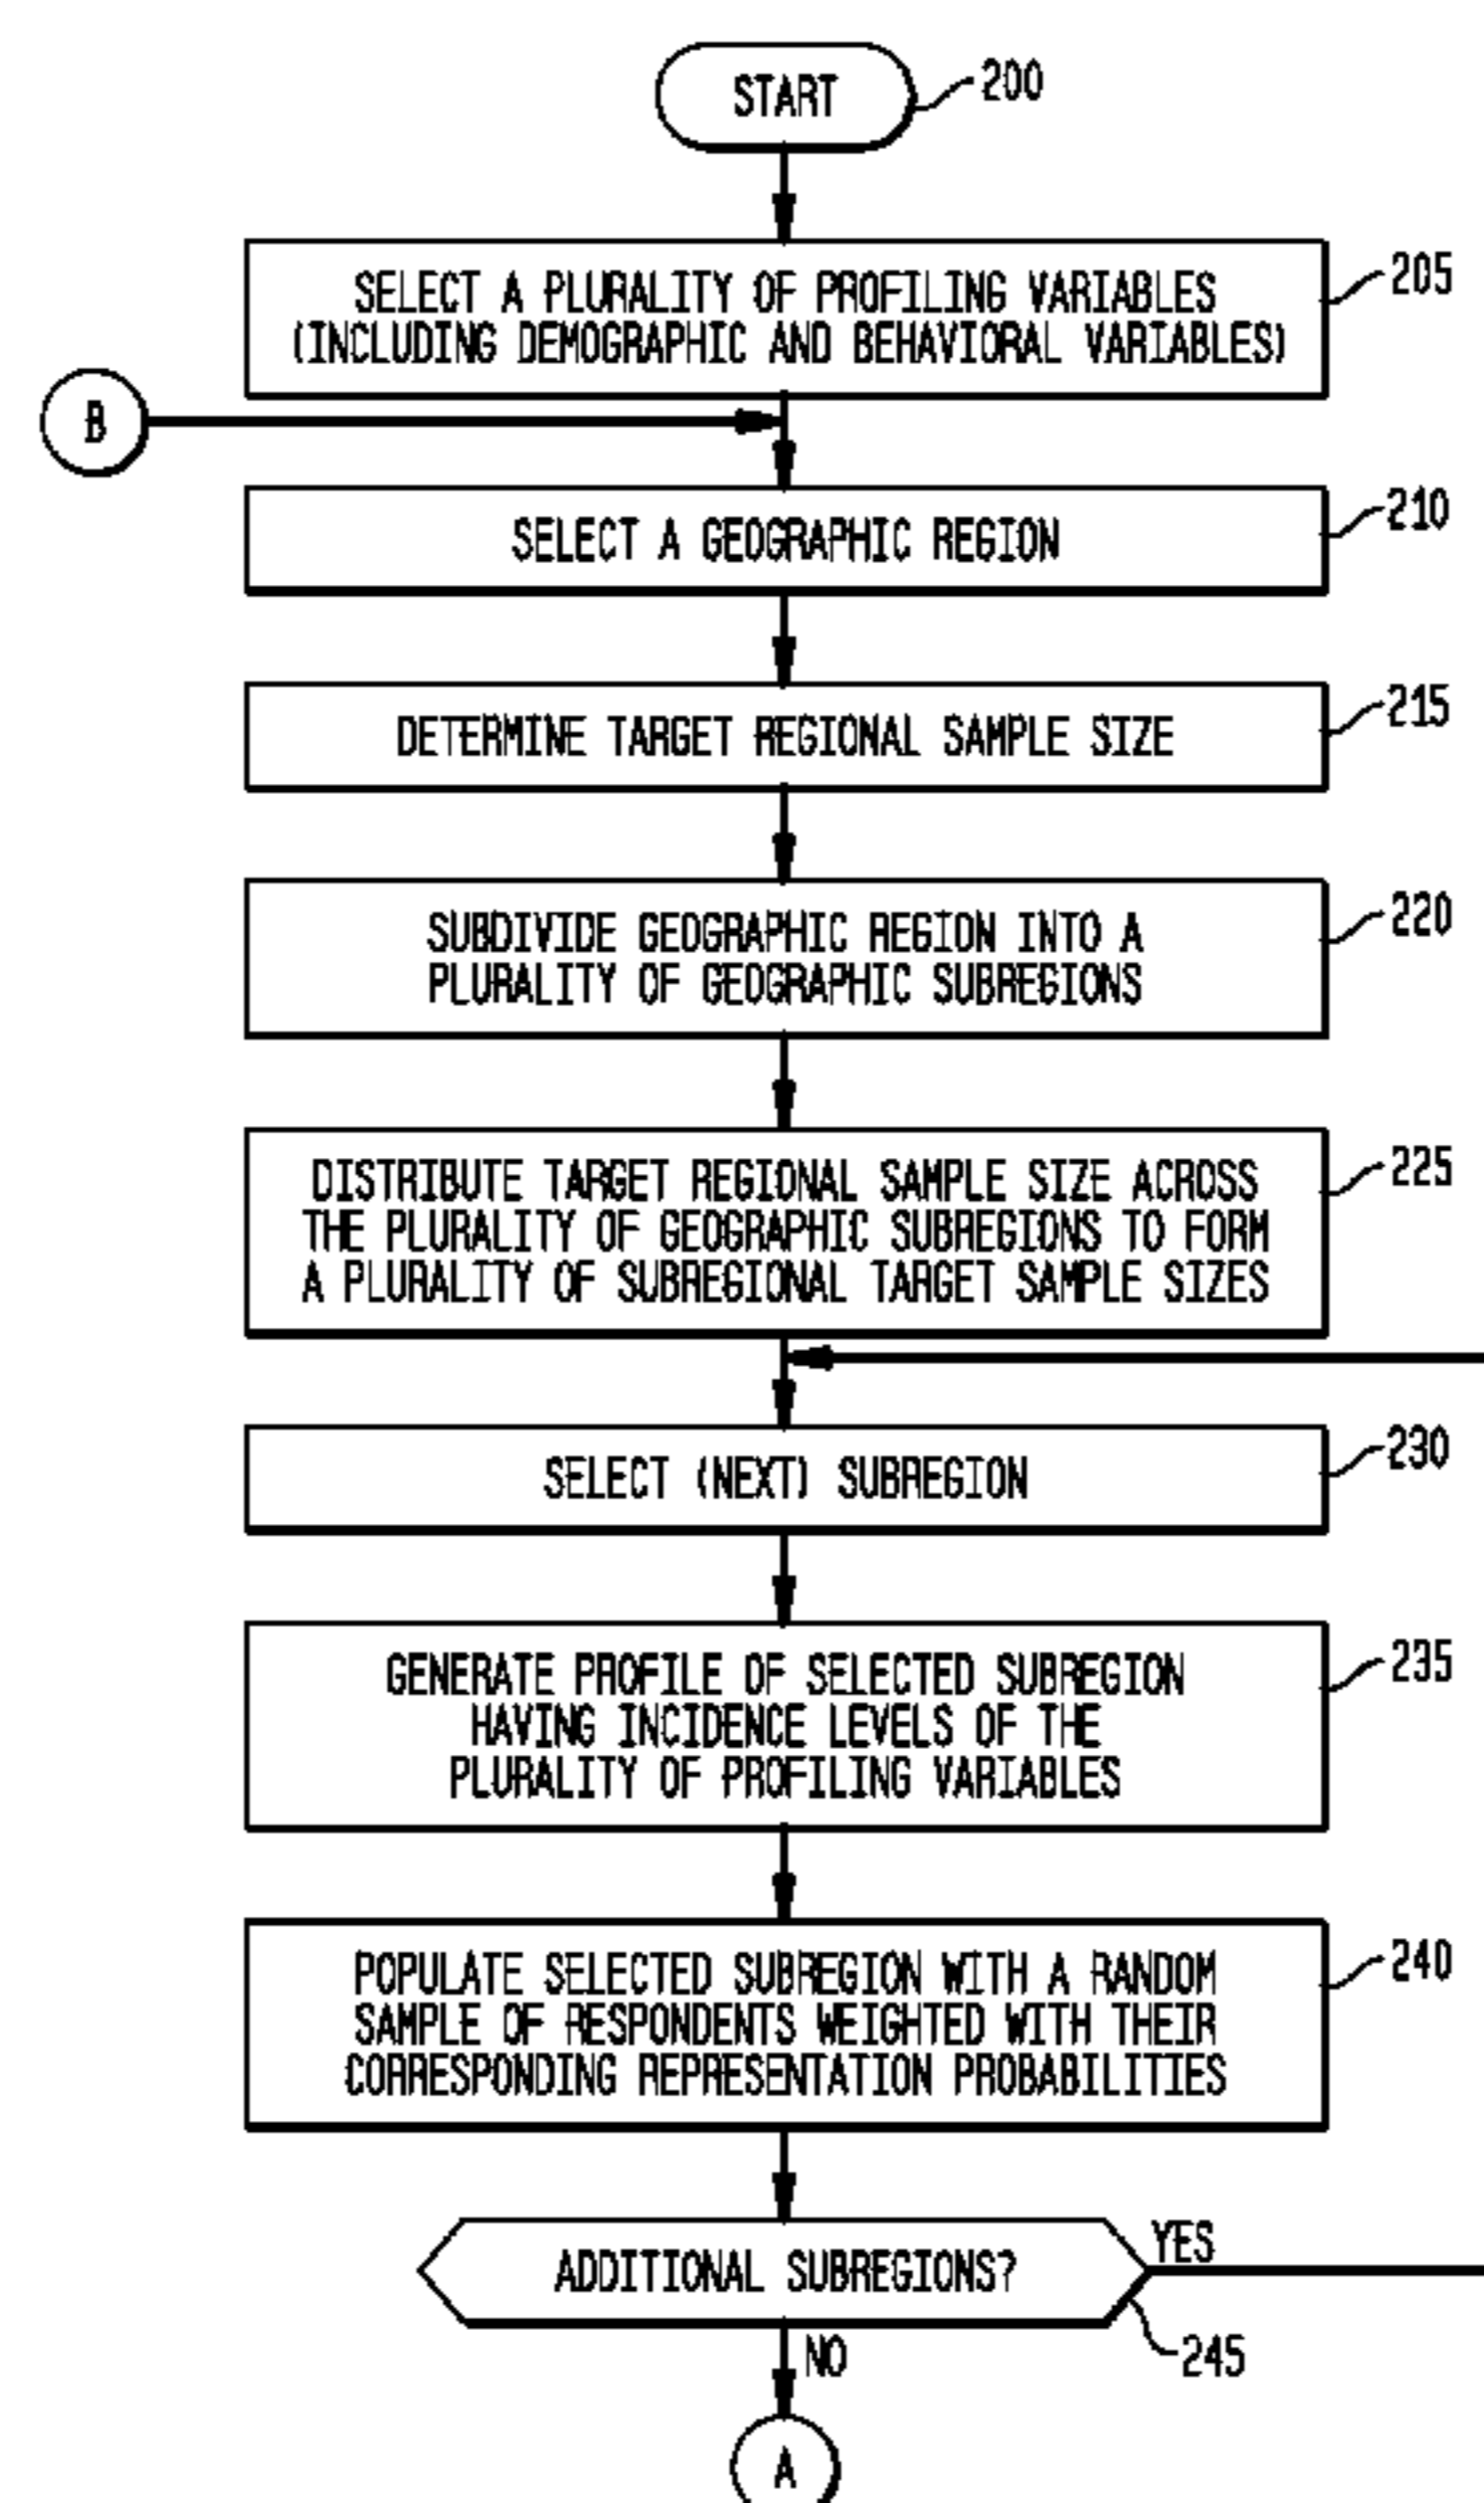 START
200
SELECT A PLURALITY OF PROFILING VARIABLES
(INCLUDING DEMOGRAPHIC AND BEHAVIORAL VARIABLES)
205
B
SELECT A GEOGRAPHIC REGION
210
DETERMINE TARGET REGIONAL SAMPLE SIZE
215
SUBDIVIDE GEOGRAPHIC REGION INTO A
PLURALITY OF GEOGRAPHIC SUBREGIONS
220
DISTRIBUTE TARGET REGIONAL SAMPLE SIZE ACROSS
THE PLURALITY OF GEOGRAPHIC SUBREGIONS TO FORM
A PLURALITY OF SUBREGIONAL TARGET SAMPLE SIZES
225
SELECT (NEXT) SUBREGION
230
GENERATE PROFILE OF SELECTED SUBREGION
HAVING INCIDENCE LEVELS OF THE
PLURALITY OF PROFILING VARIABLES
235
POPULATE SELECTED SUBREGION WITH A RANDOM
SAMPLE OF RESPONDENTS WEIGHTED WITH THEIR
CORRESPONDING REPRESENTATION PROBABILITIES
240
ADDITIONAL SUBREGIONS?
YES
245
NO
A